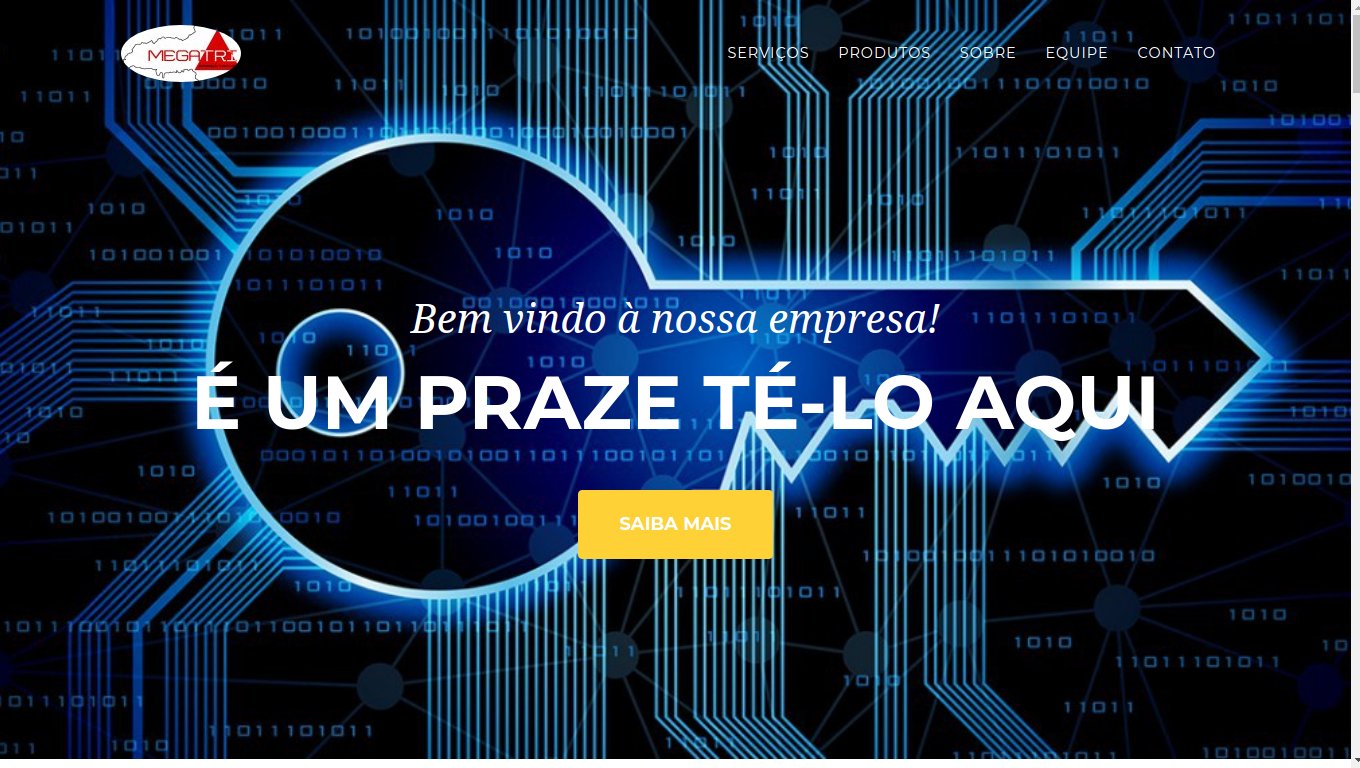 MEGATRI
SERVIÇOS PRODUTOS SOBRE EQUIPE CONTATO
Bem vindo à nossa empresa!
É UM PRAZE TÉ-LO AQUI
SAIBA MAIS